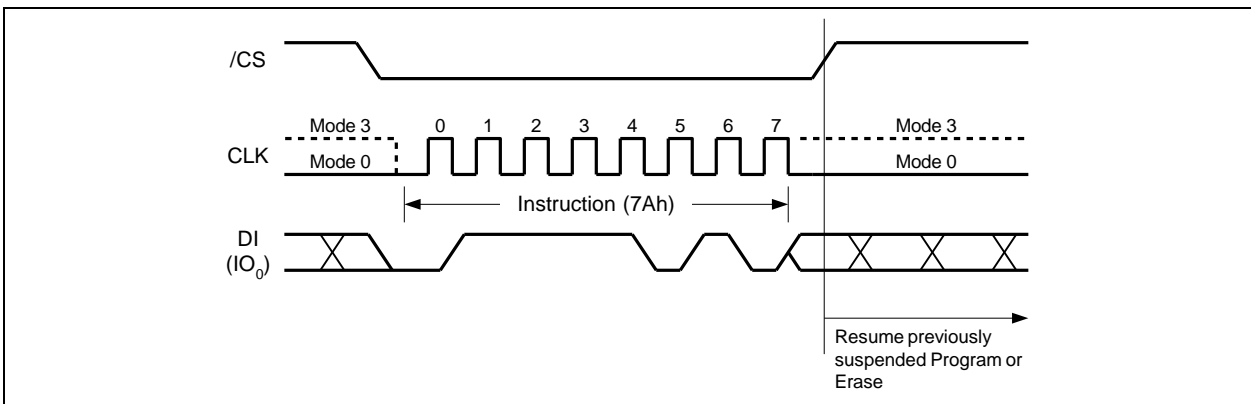 /CS
Mode 3
0 1 2 3 4 5 6 7
Mode 3
CLK
Mode 0
Mode 0
Instruction (7Ah)
DI
(IO0)
Resume previously
suspended Program or
Erase